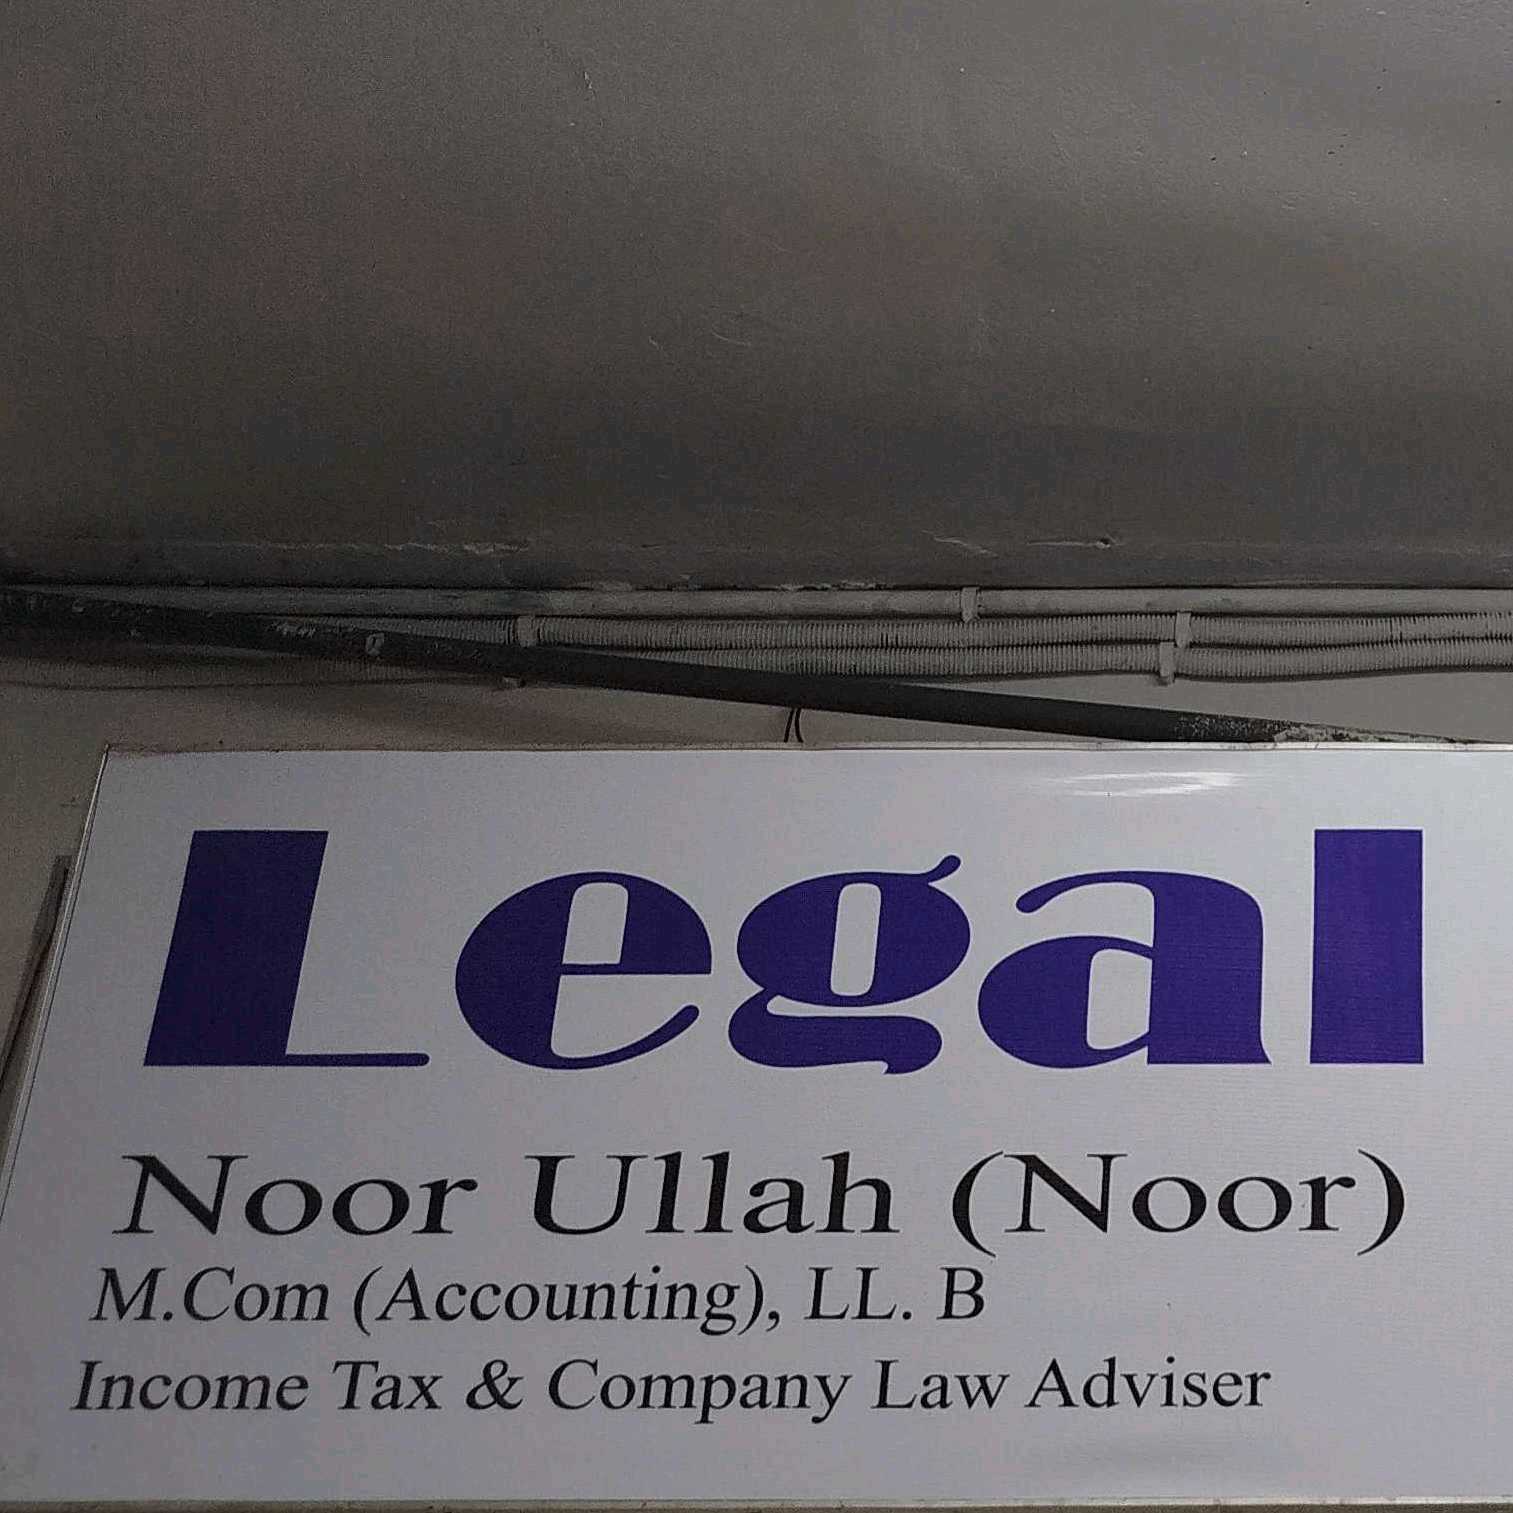 Legal
Noor Ullah (Noor)
M.Com (Accounting), LL. B
Income Tax & Company Law Adviser